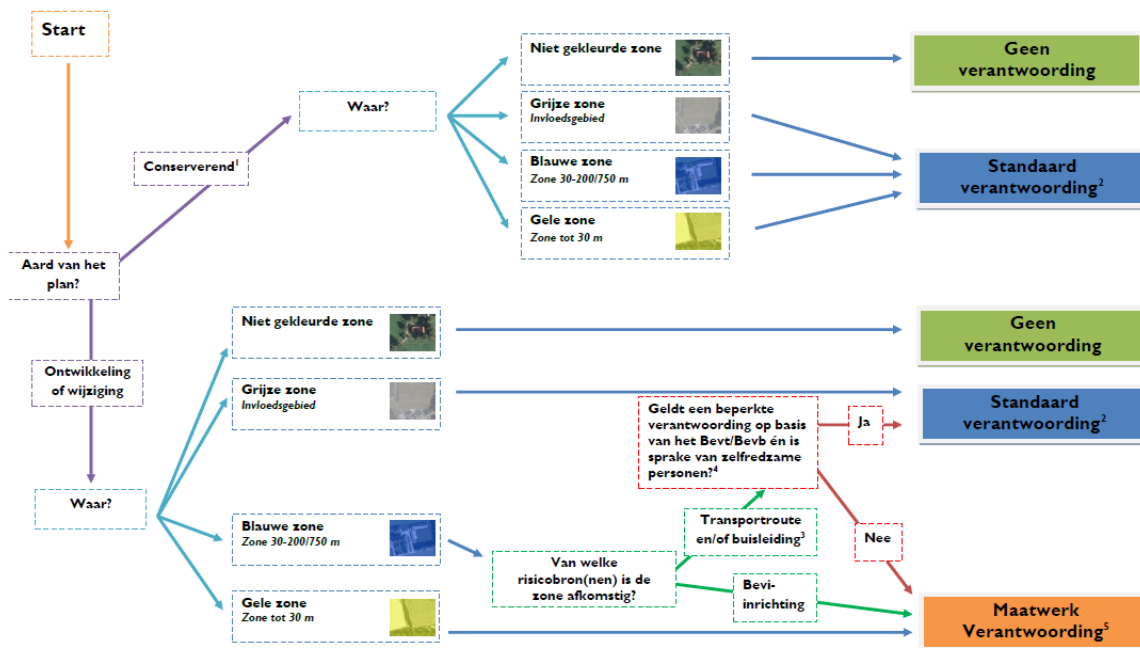 Start
Aard van het
plan?
Conserverend¹
Waar?
Niet gekleurde zone
Grijze zone
Invloedsgebied
Blauwe zone
Zone 30-200/750 m
Gele zone
Zone tot 30 m
Geen
verantwoording
Standaard
verantwoording²
Ontwikkeling
of wijziging
Waar?
Niet gekleurde zone
Grijze zone
Invloedsgebied
Blauwe zone
Zone 30-200/750 m
Gele zone
Zone tot 30 m
Van welke
risicobron(nen) is de
zone afkomstig?
Transportroute
en/of buisleiding³
Bevi-
inrichting
Geldt een beperkte
verantwoording op basis
van het Bevt/Bevb én is
sprake van zelfredzame
personen?⁴
Ja
Nee
Geen
verantwoording
Standaard
verantwoording²
Maatwerk
Verantwoording⁵